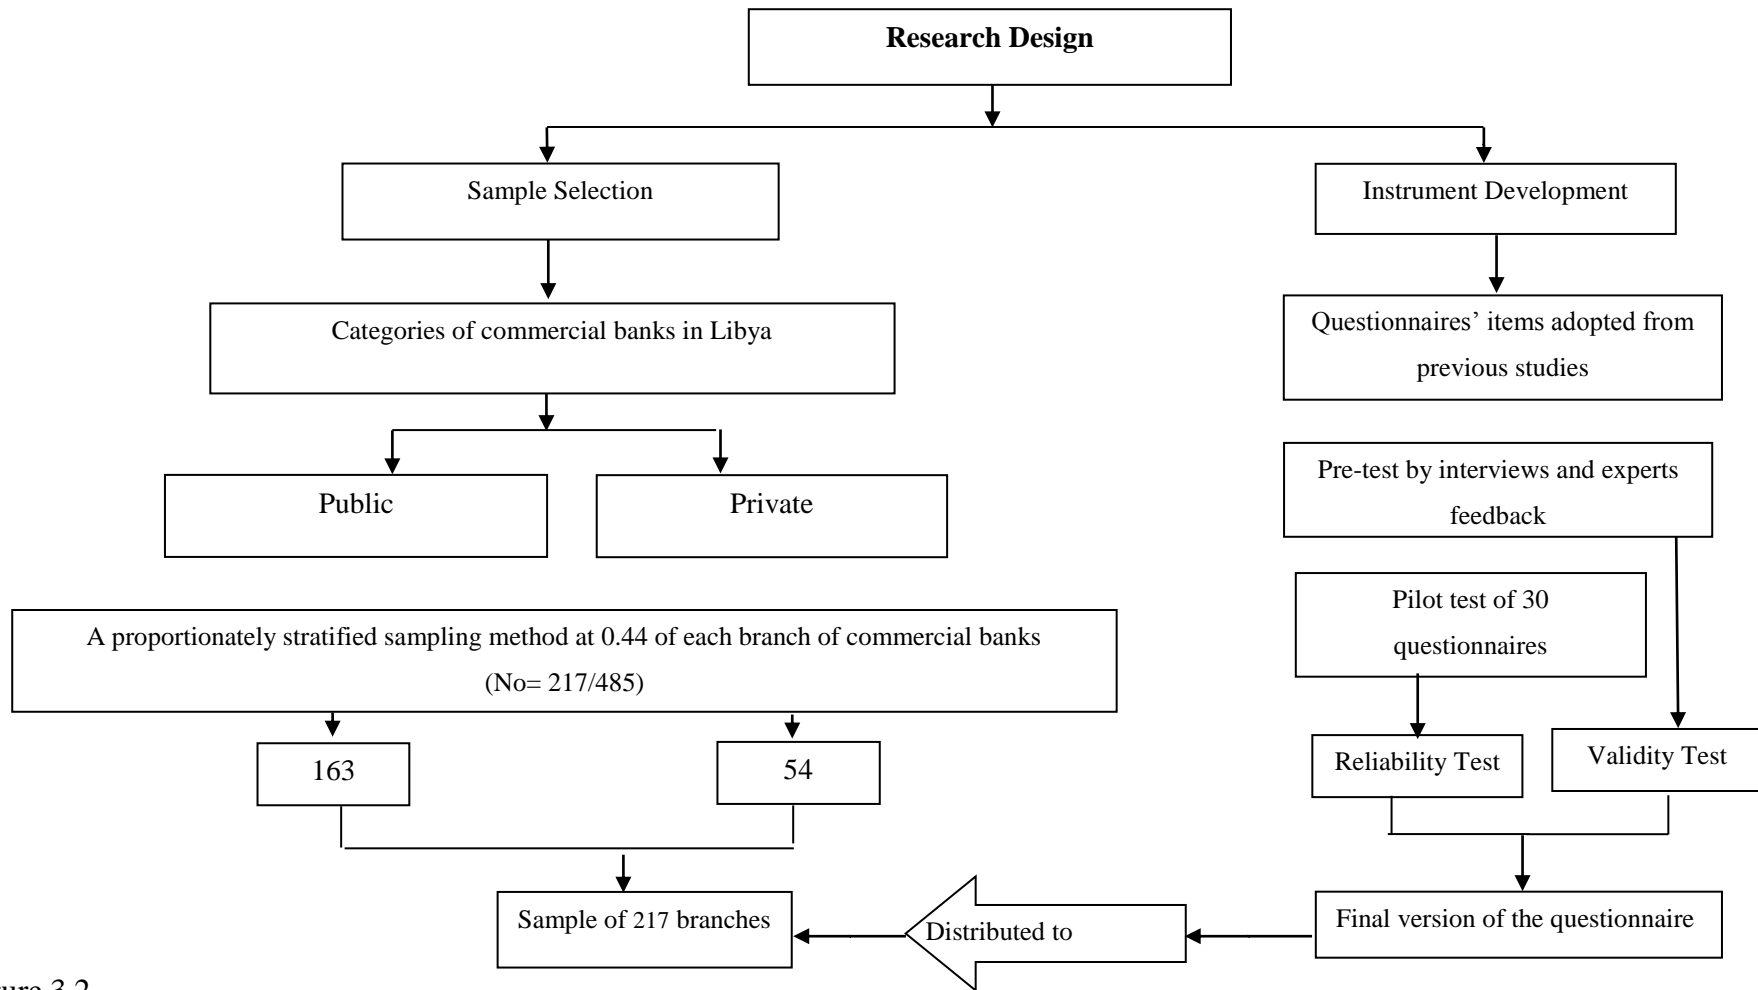 Research Design
Sample Selection
Instrument Development
Categories of commercial banks in Libya
Questionnaires’ items adopted from
previous studies
Public
Private
Pre-test by interviews and experts
feedback
Pilot test of 30
questionnaires
A proportionately stratified sampling method at 0.44 of each branch of commercial banks
(No= 217/485)
163
54
Reliability Test
Validity Test
Sample of 217 branches
Distributed to
Final version of the questionnaire
3.2